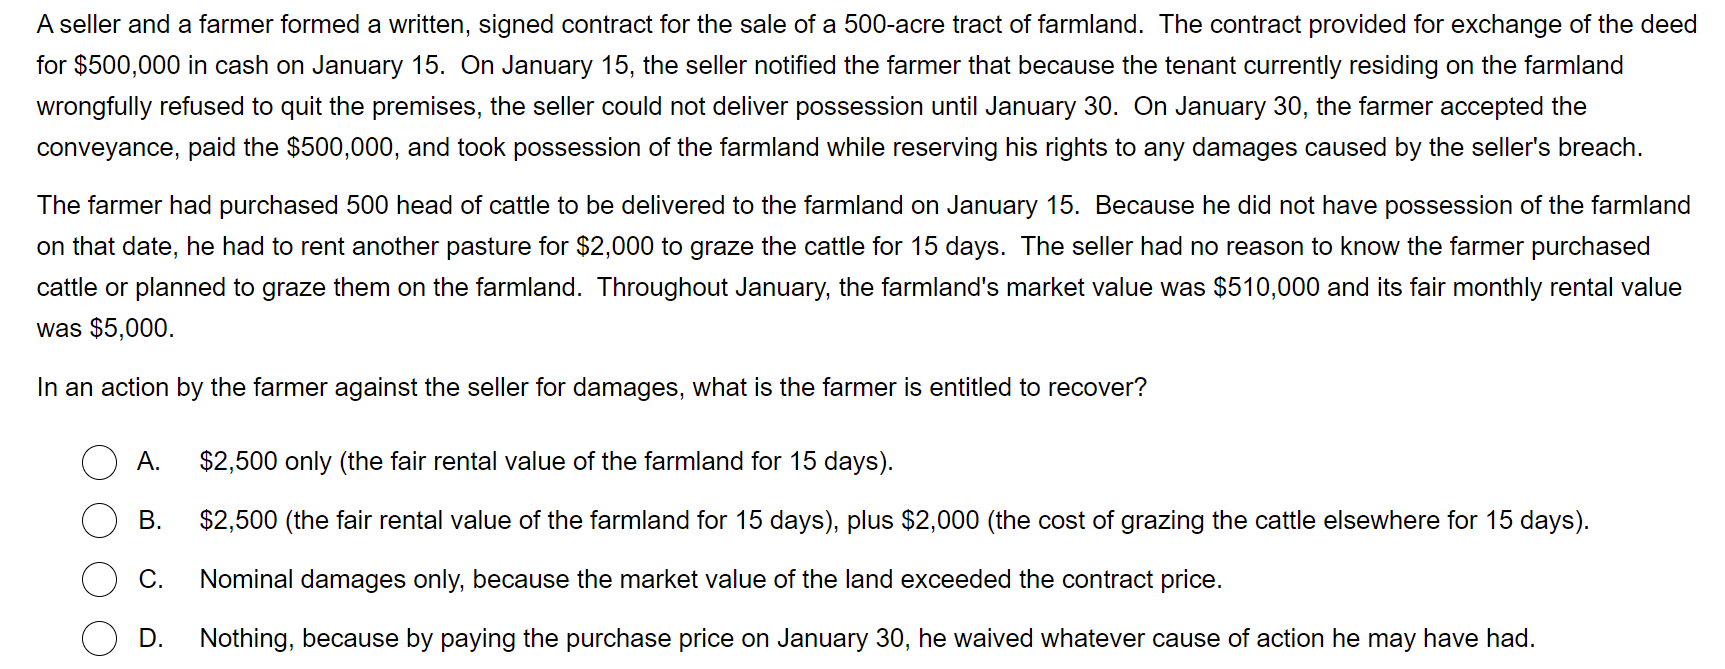 A seller and a farmer formed a written, signed contract for the sale of a 500-acre tract of farmland.  The contract provided for exchange of the deed
for $500,000 in cash on January 15.  On January 15, the seller notified the farmer that because the tenant currently residing on the farmland
wrongfully refused to quit the premises, the seller could not deliver possession until January 30.  On January 30, the farmer accepted the
conveyance, paid the $500,000, and took possession of the farmland while reserving his rights to any damages caused by the seller's breach.
The farmer had purchased 500 head of cattle to be delivered to the farmland on January 15.  Because he did not have possession of the farmland
on that date, he had to rent another pasture for $2,000 to graze the cattle for 15 days.  The seller had no reason to know the farmer purchased
cattle or planned to graze them on the farmland.  Throughout January, the farmland's market value was $510,000 and its fair monthly rental value
was $5,000.
In an action by the farmer against the seller for damages, what is the farmer is entitled to recover?
A. $2,500 only (the fair rental value of the farmland for 15 days).
B. $2,500 (the fair rental value of the farmland for 15 days), plus $2,000 (the cost of grazing the cattle elsewhere for 15 days).
C. Nominal damages only, because the market value of the land exceeded the contract price.
D. Nothing, because by paying the purchase price on January 30, he waived whatever cause of action he may have had.